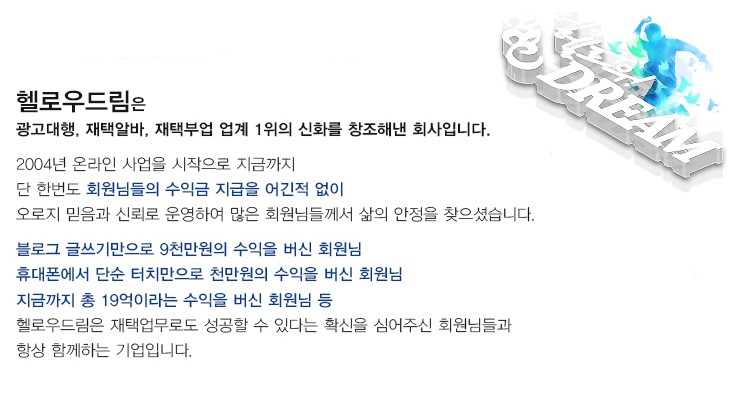 & DREAM
헬로우드림은
광고대행, 재택알바, 재택부업 업계 1위의 신화를 창조해낸 회사입니다.
2004년 온라인 사업을 시작으로 지금까지
단 한번도 회원님들의 수익금 지급을 어긴적 없이
오로지 믿음과 신뢰로 운영하여 많은 회원님들께서 삶의 안정을 찾으셨습니다.
블로그 글쓰기만으로 9천만원의 수익을 버신 회원님
휴대폰에서 단순 터치만으로 천만원의 수익을 버신 회원님
지금까지 총 19억이라는 수익을 버신 회원님 등
헬로우드림은 재택업무로도 성공할 수 있다는 확신을 심어주신 회원님들과
항상 함께하는 기업입니다.